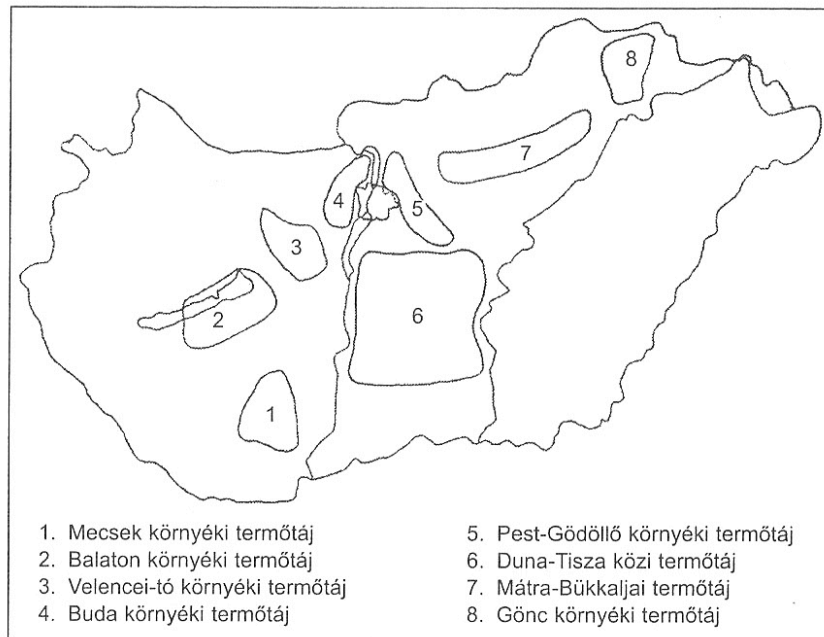 8
7
4
5
3
6
2
1
1. Mecsek környéki termőtáj
2. Balaton környéki termőtáj
3. Velencei-tó környéki termőtáj
4. Buda környéki termőtáj
5. Pest-Gödöllő környéki termőtáj
6. Duna-Tisza közi termőtáj
7. Mátra-Bükkaljai termőtáj
8. Gönc környéki termőtáj